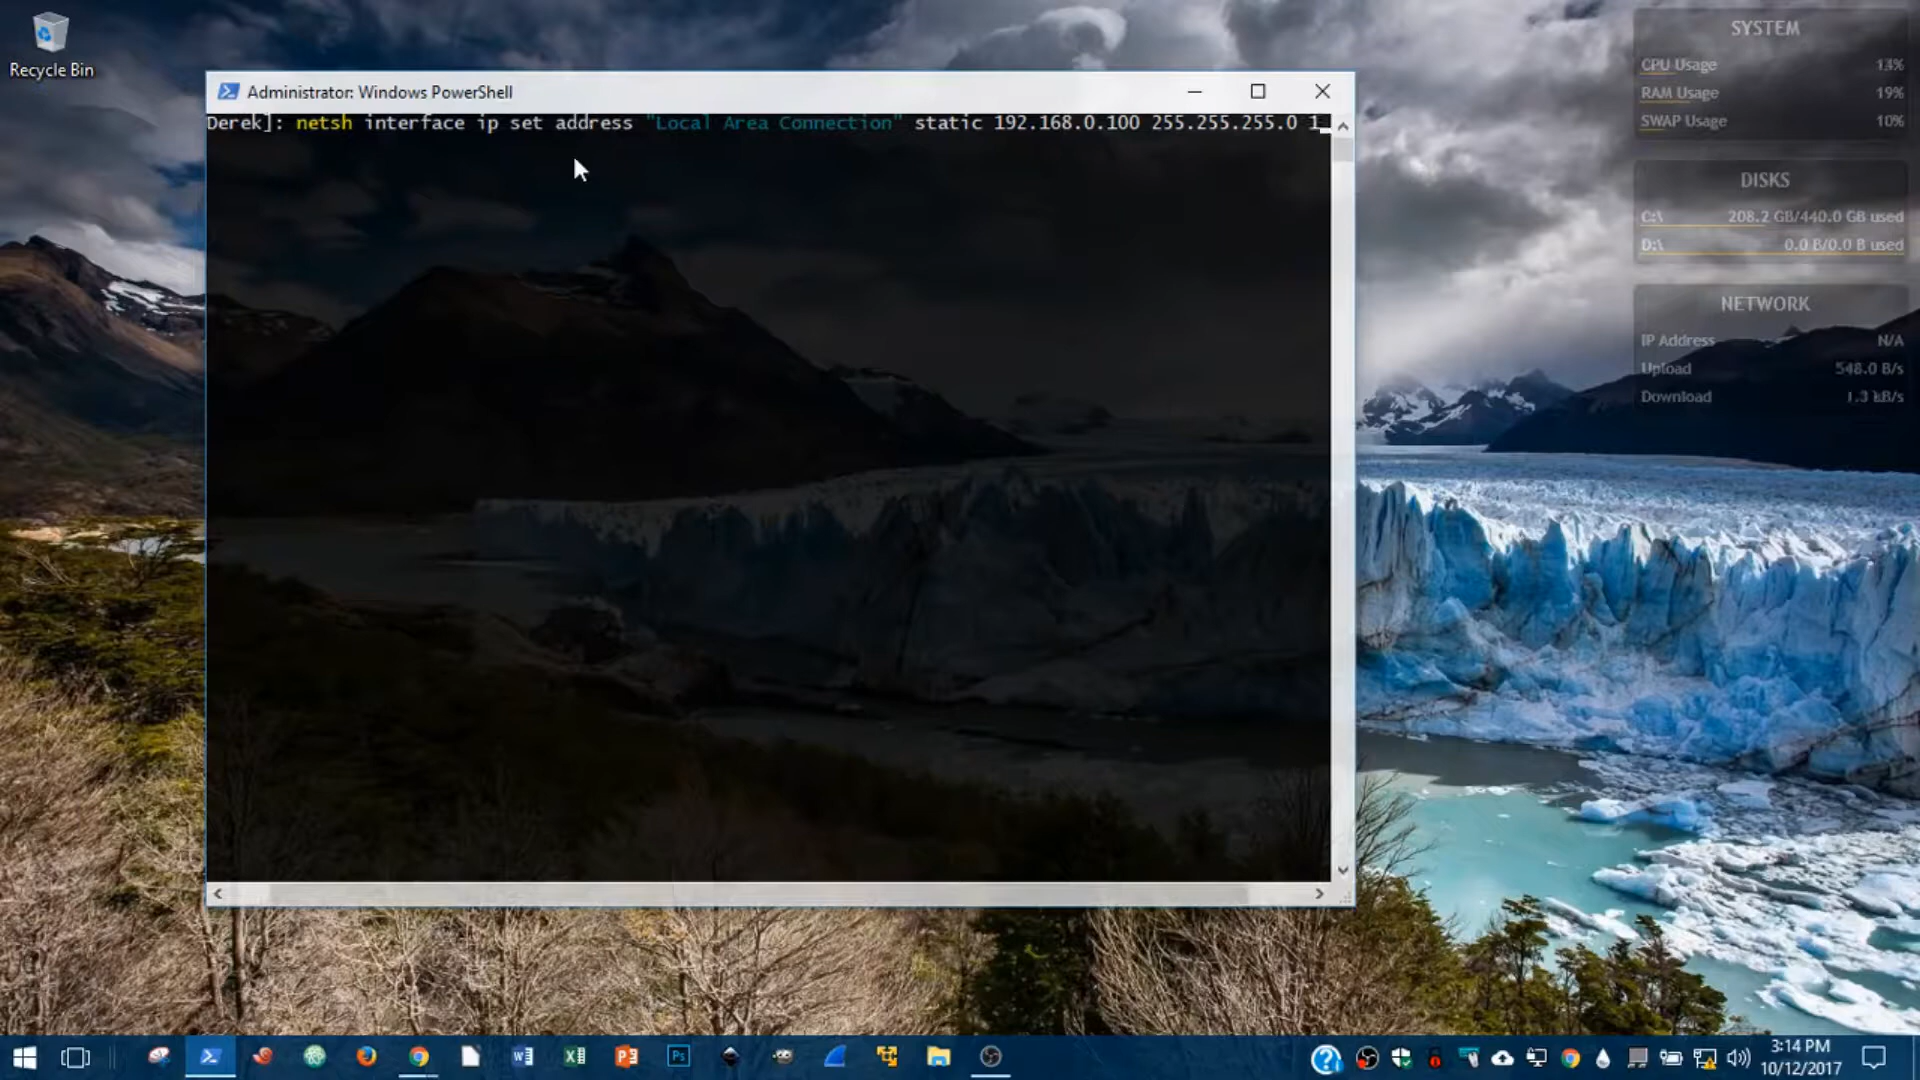 Recycle Bin
Administrator: Windows PowerShell
Derek]: netsh interface ip set address "Local Area Connection" static 192.168.0.100 255.255.255.0 1
SYSTEM
CPU Usage 13%
RAM Usage 19%
SWAP Usage 10%
DISKS
C:\ 208.2 GB/440.0 GB used
D:\ 0.0 B/0.0 B used
NETWORK
IP Address N/A
Upload 548.0 B/s
Download 1.3 kB/s
3:14 PM
10/12/2017